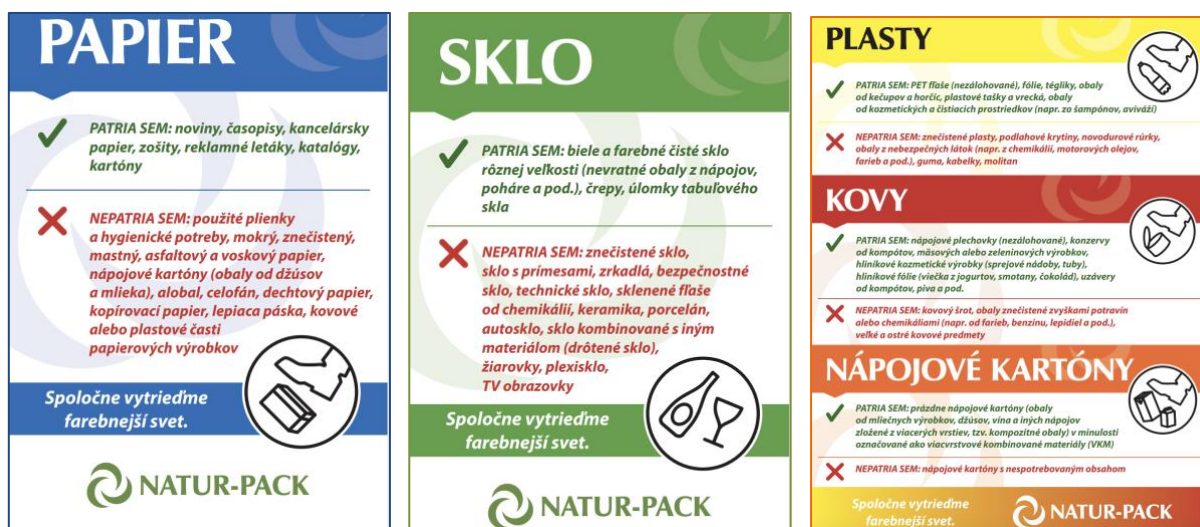 PAPIER
PATRIA SEM: noviny, časopisy, kancelársky
papier, zošity, reklamné letáky, katalógy,
kartóny
NEPATRIA SEM: použité plienky
a hygienické potreby, mokrý, znečistený,
mastný, asfaltový a voskový papier,
nápojové kartóny (obaly od džúsov
a mlieka), alobal, celofán, dechtový papier,
kopírovací papier, lepiaca páska, kovové
alebo plastové časti
papierových výrobkov
Spoločne vytrieďme
farebnejší svet.
NATUR-PACK
SKLO
PATRIA SEM: biele a farebné čisté sklo
rôznej veľkosti (nevratné obaly z nápojov,
poháre a pod.), črepy, úlomky tabuľového
skla
NEPATRIA SEM: znečistené sklo,
sklo s prímesami, zrkadlá, bezpečnostné
sklo, technické sklo, sklenené fľaše
od chemikálií, keramika, porcelán,
autosklo, sklo kombinované s iným
materiálom (drôtené sklo),
žiarovky, plexisklo,
TV obrazovky
Spoločne vytrieďme
farebnejší svet.
NATUR-PACK
PLASTY
PATRIA SEM: PET fľaše (nezálohované), fólie, tégliky, obaly
od kečupov a horčíc, plastové tašky a vrecká, obaly
od kozmetických a čistiacich prostriedkov (napr. zo šampónov, aviváží)
NEPATRIA SEM: znečistené plasty, podlahové krytiny, novodurové rúrky,
obaly z nebezpečných látok (napr. z chemikálií, motorových olejov,
farieb a pod.), guma, kabelky, molitan
KOVY
PATRIA SEM: nápojové plechovky (nezálohované), konzervy
od kompótov, mäsových alebo zeleninových výrobkov,
hliníkové kozmetické výrobky (sprejové nádoby, tuby),
hliníkové fólie (viečka z jogurtov, smotany, čokolád), uzávery
od kompótov, piva a pod.
NEPATRIA SEM: kovový šrot, obaly znečistené zvyškami potravín
alebo chemikáliami (napr. od farieb, benzínu, lepidiel a pod.),
veľké a ostré kovové predmety
NÁPOJOVÉ KARTÓNY
PATRIA SEM: prázdne nápojové kartóny (obaly
od mliečnych výrobkov, džúsov, vína a iných nápojov
zložené z viacerých vrstiev, tzv. kompozitné obaly) v minulosti
označované ako viacvrstvové kombinované materiály (VKM)
NEPATRIA SEM: nápojové kartóny s nespotrebovaným obsahom
Spoločne vytrieďme
farebnejší svet.
NATUR-PACK